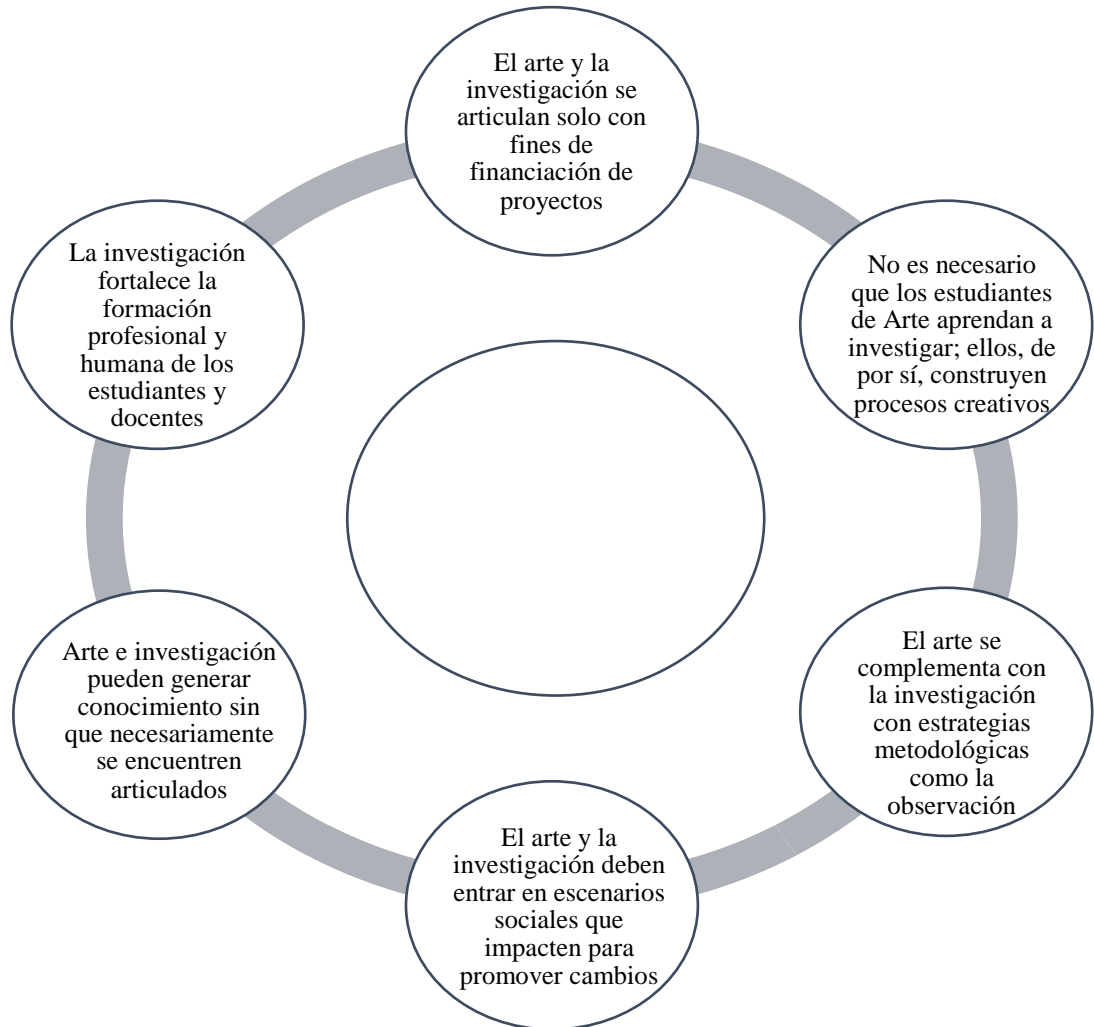 El arte y la
investigación se
articulan solo con
fines de
financiación de
proyectos
No es necesario
que los estudiantes
de Arte aprendan a
investigar; ellos, de
por sí, construyen
procesos creativos
El arte se
complementa con
la investigación
con estrategias
metodológicas
como la
observación
El arte y la
investigación deben
entrar en escenarios
sociales que
impacten para
promover cambios
Arte e investigación
pueden generar
conocimiento sin
que necesariamente
se encuentren
articulados
La investigación
fortalece la
formación
profesional y
humana de los
estudiantes y
docentes